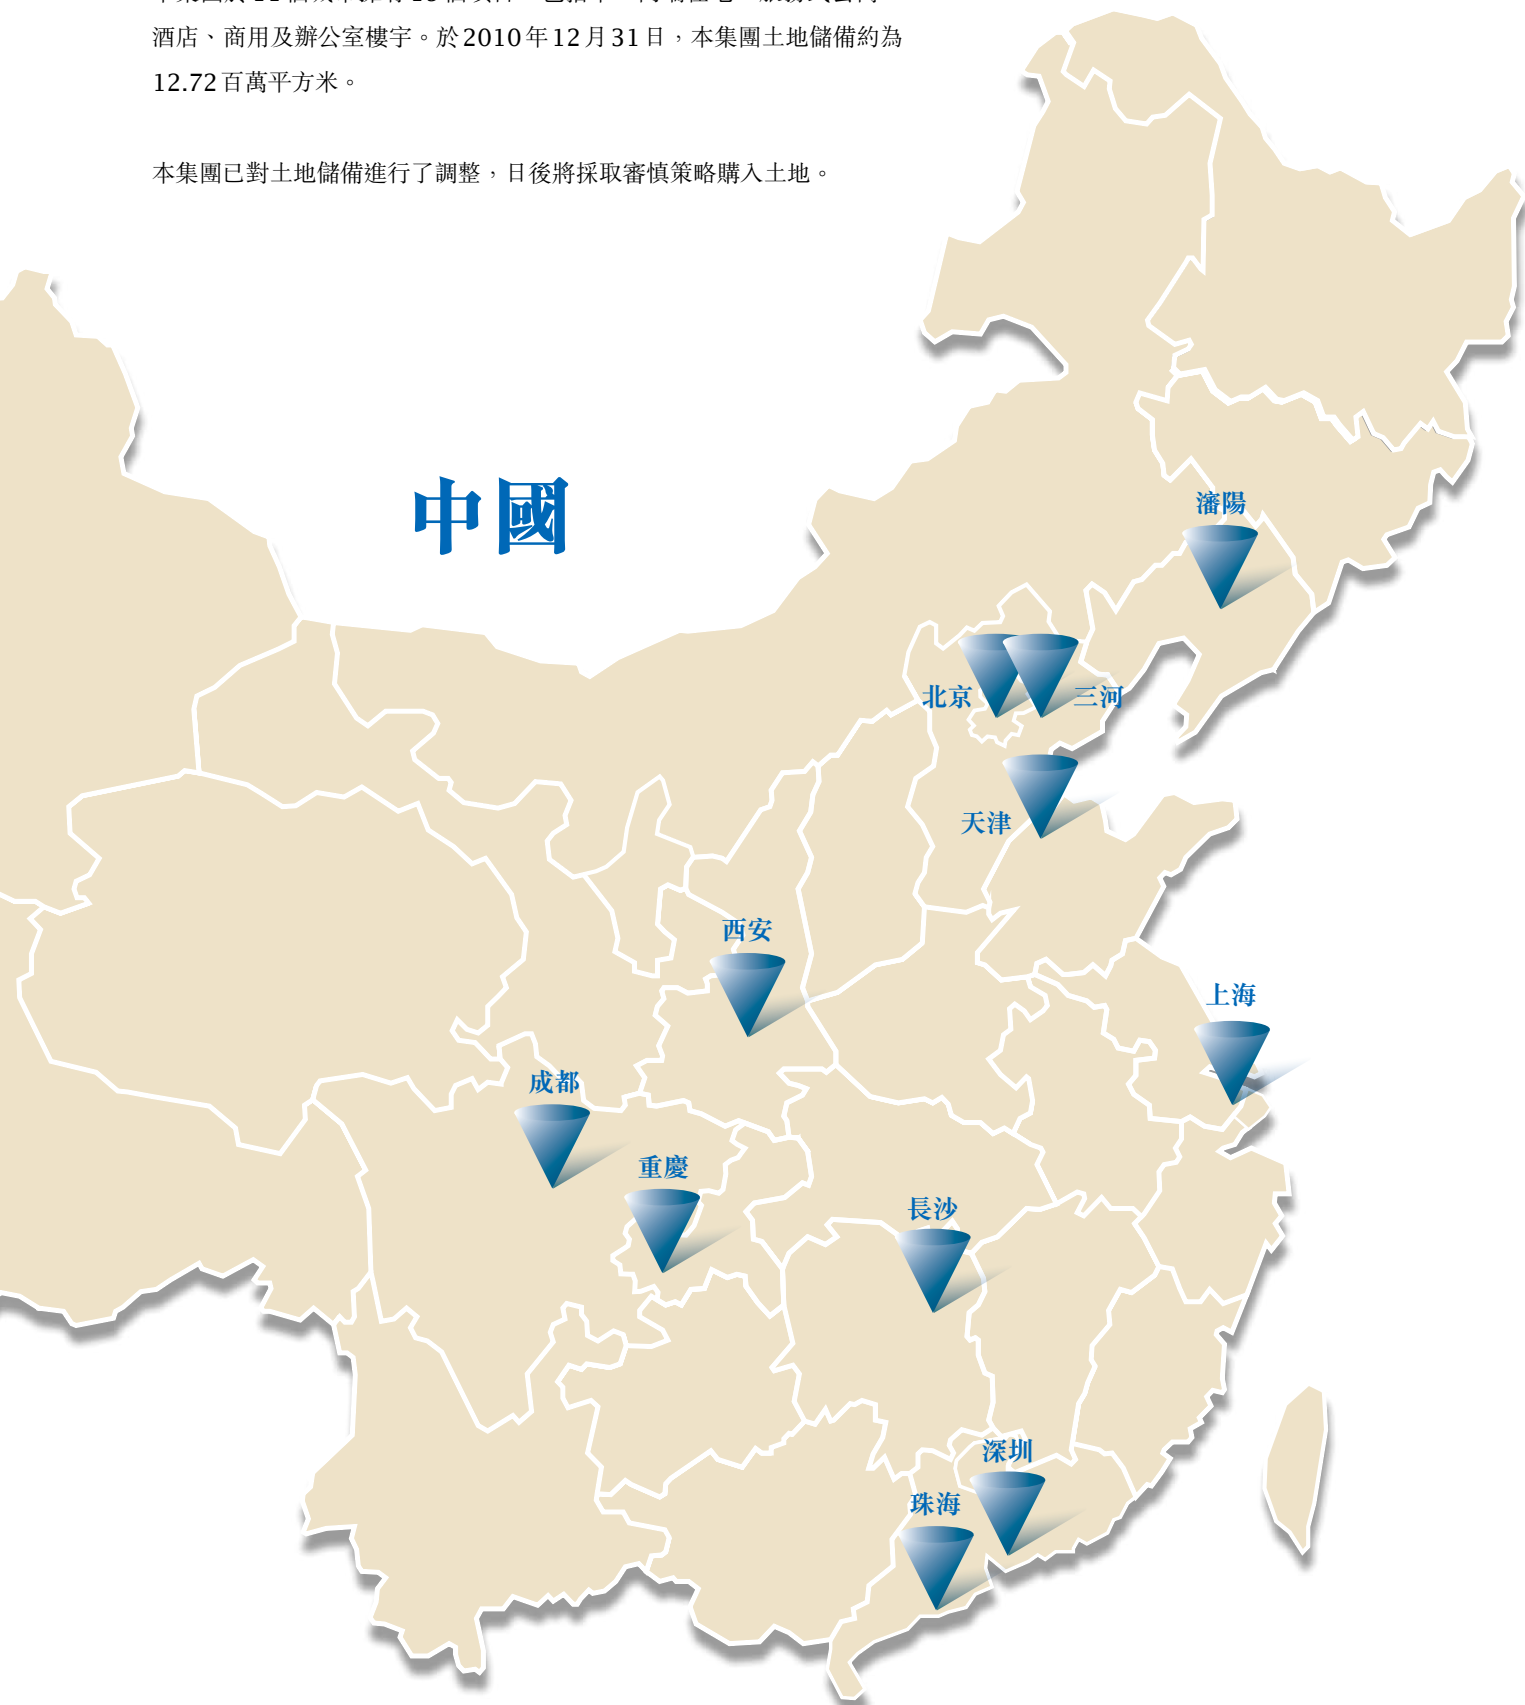 酒店、商用及辦公室樓宇。於2010年12月31日，本集團土地儲備約為
12.72百萬平方米。
本集團已對土地儲備進行了調整，日後將採取審慎策略購入土地。
中國
瀋陽
北京
三河
天津
西安
上海
成都
重慶
長沙
深圳
珠海